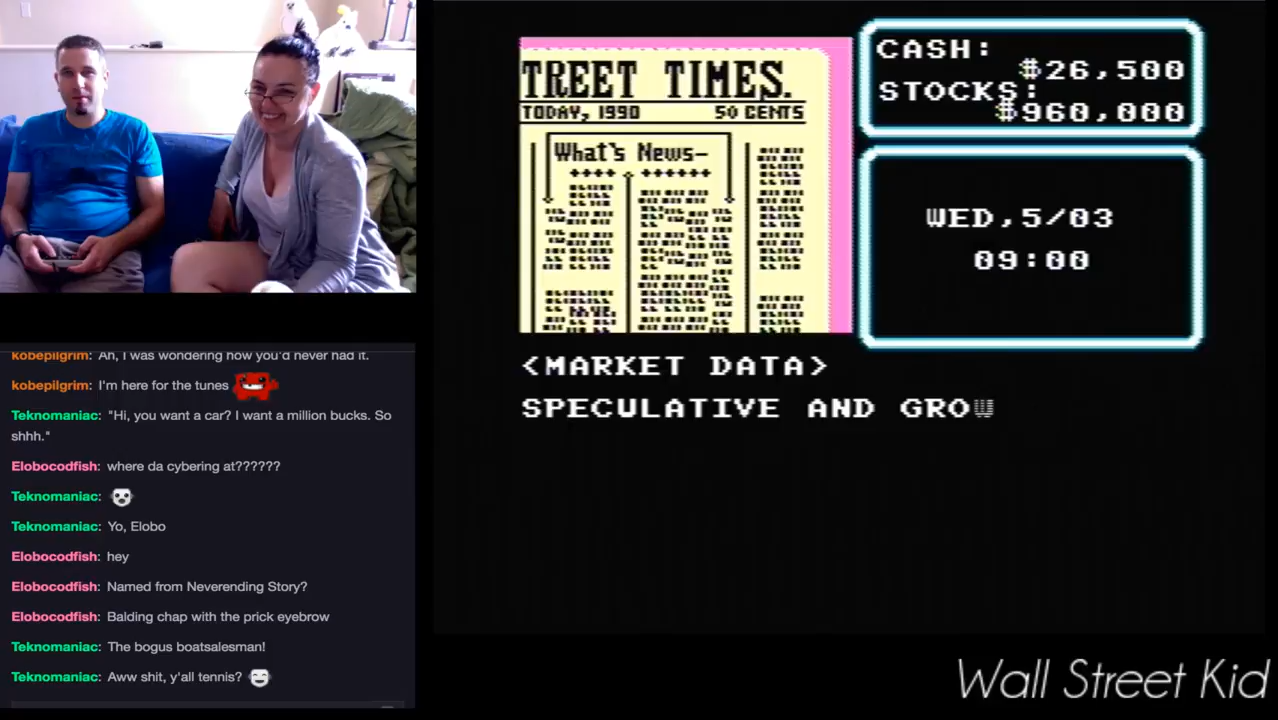 kobepilgrim: Ah, I was wondering how you'd never had it.
kobepilgrim: I'm here for the tunes
Teknomaniac: "Hi, you want a car? I want a million bucks. So
shhh."
Elobocodfish: where da cybering at??????
Teknomaniac:
Teknomaniac: Yo, Elobo
Elobocodfish: hey
Elobocodfish: Named from Neverending Story?
Elobocodfish: Balding chap with the prick eyebrow
Teknomaniac: The bogus boatsalesman!
Teknomaniac: Aww shit, y'all tennis?
TREET TIMES.
TODAY, 1990 50 CENTS
What's News—
CASH:
$26,500
STOCKS:
$960,000
WED,5/03
09:00
<MARKET DATA>
SPECULATIVE AND GROW
Wall Street Kid